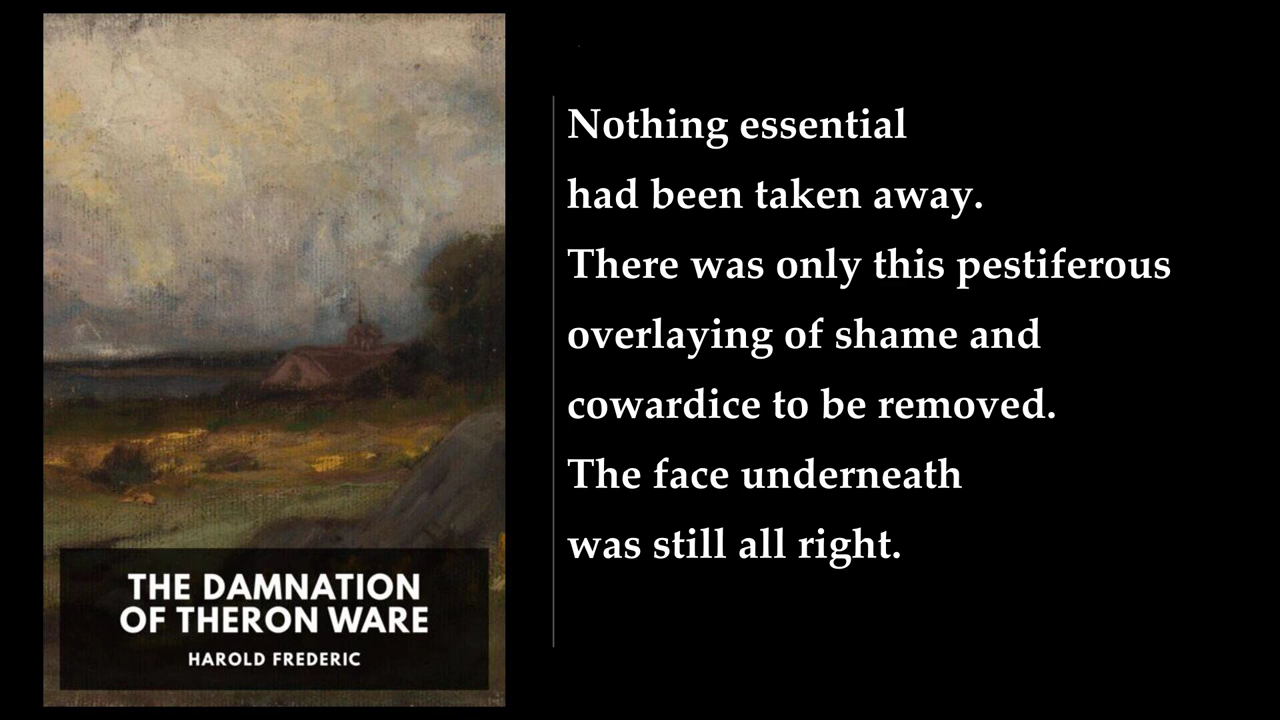 THE DAMNATION
OF THERON WARE
HAROLD FREDERIC
Nothing essential
had been taken away.
There was only this pestiferous
overlaying of shame and
cowardice to be removed.
The face underneath
was still all right.